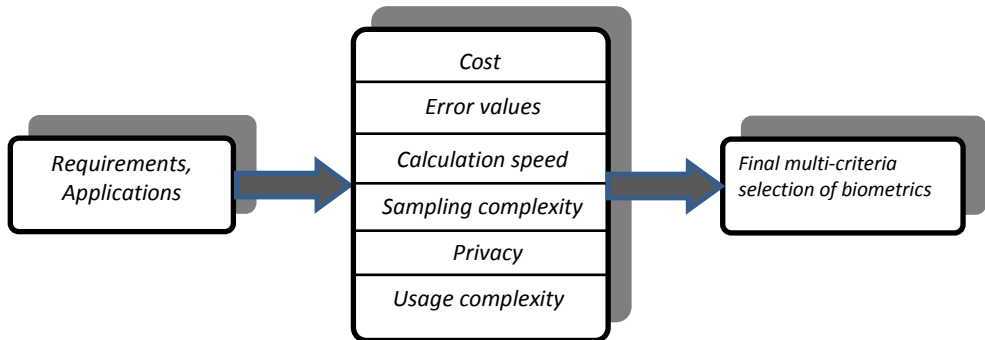 Requirements,
Applications
Cost
Error values
Calculation speed
Sampling complexity
Privacy
Usage complexity
Final multi-criteria
selection of biometrics